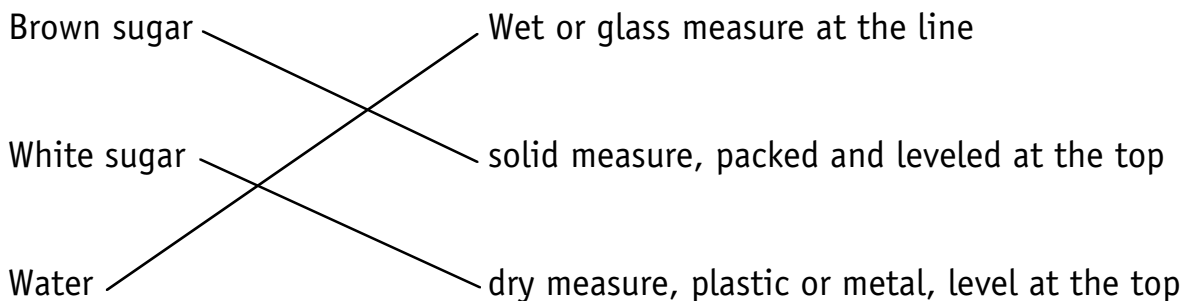 Brown sugar Wet or glass measure at the line
White sugar solid measure, packed and leveled at the top
Water dry measure, plastic or metal, level at the top